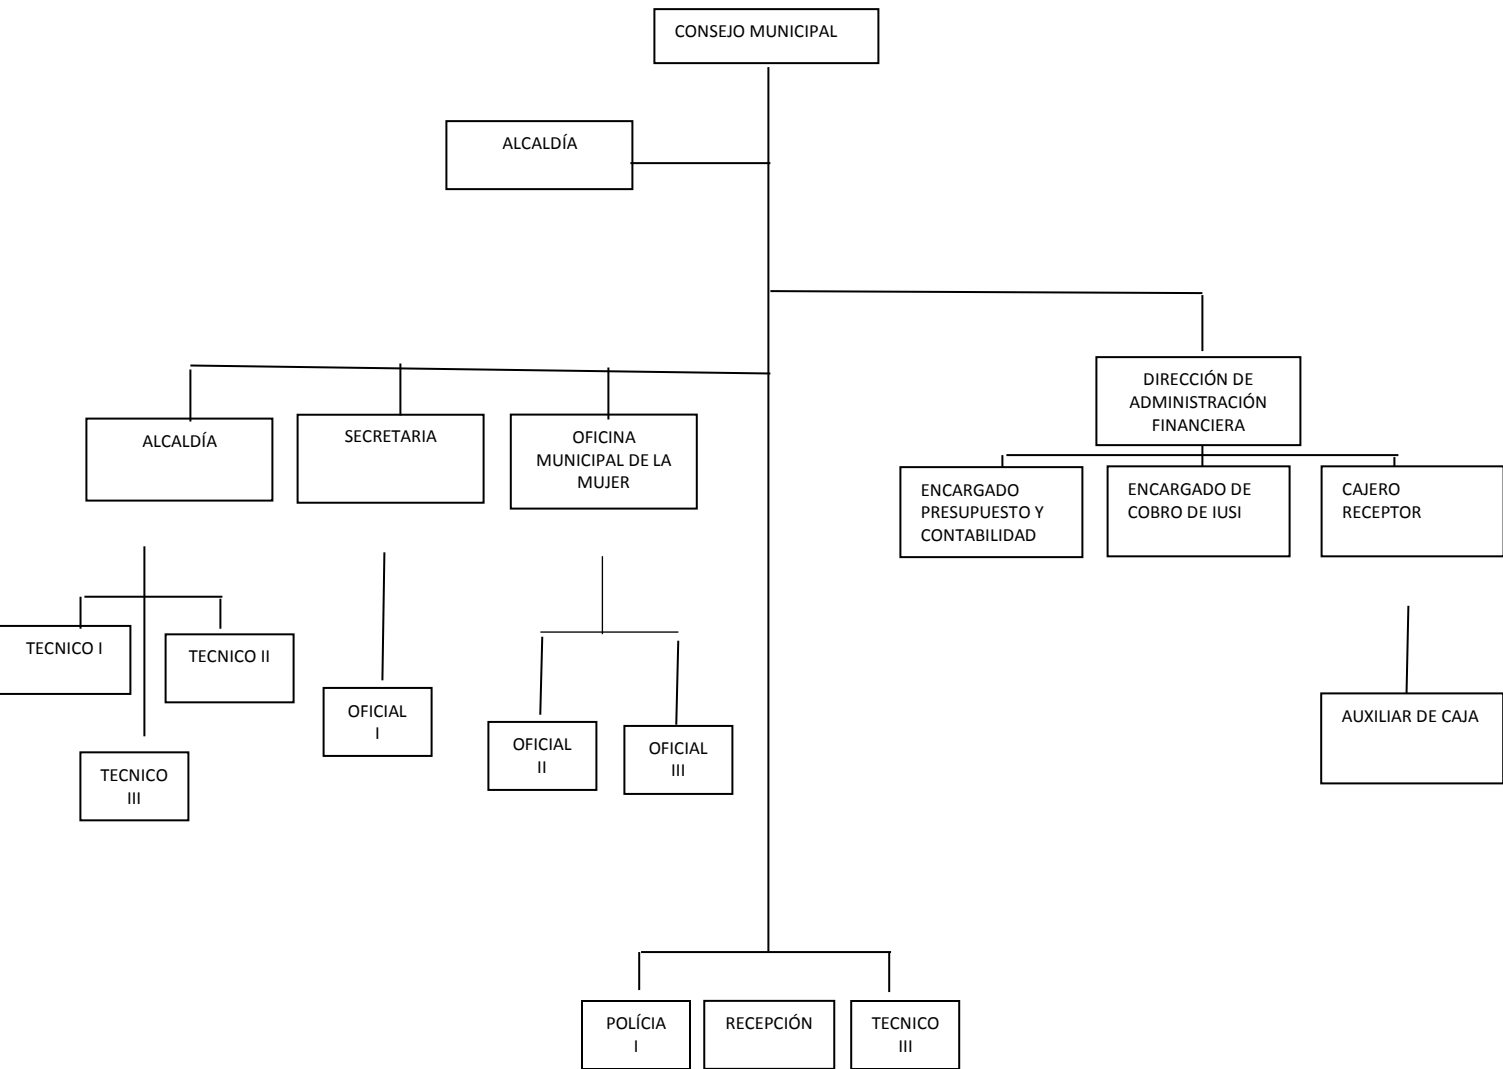 CONSEJO MUNICIPAL
ALCALDÍA
DIRECCIÓN DE
ADMINISTRACIÓN
FINANCIERA
ALCALDÍA
SECRETARIA
OFICINA
MUNICIPAL DE LA
MUJER
ENCARGADO
PRESUPUESTO Y
CONTABILIDAD
ENCARGADO DE
COBRO DE IUSI
CAJERO
RECEPTOR
TECNICO I
TECNICO II
OFICIAL
I
OFICIAL
II
OFICIAL
III
AUXILIAR DE CAJA
TECNICO
III
POLÍCIA
I
RECEPCIÓN
TECNICO
III